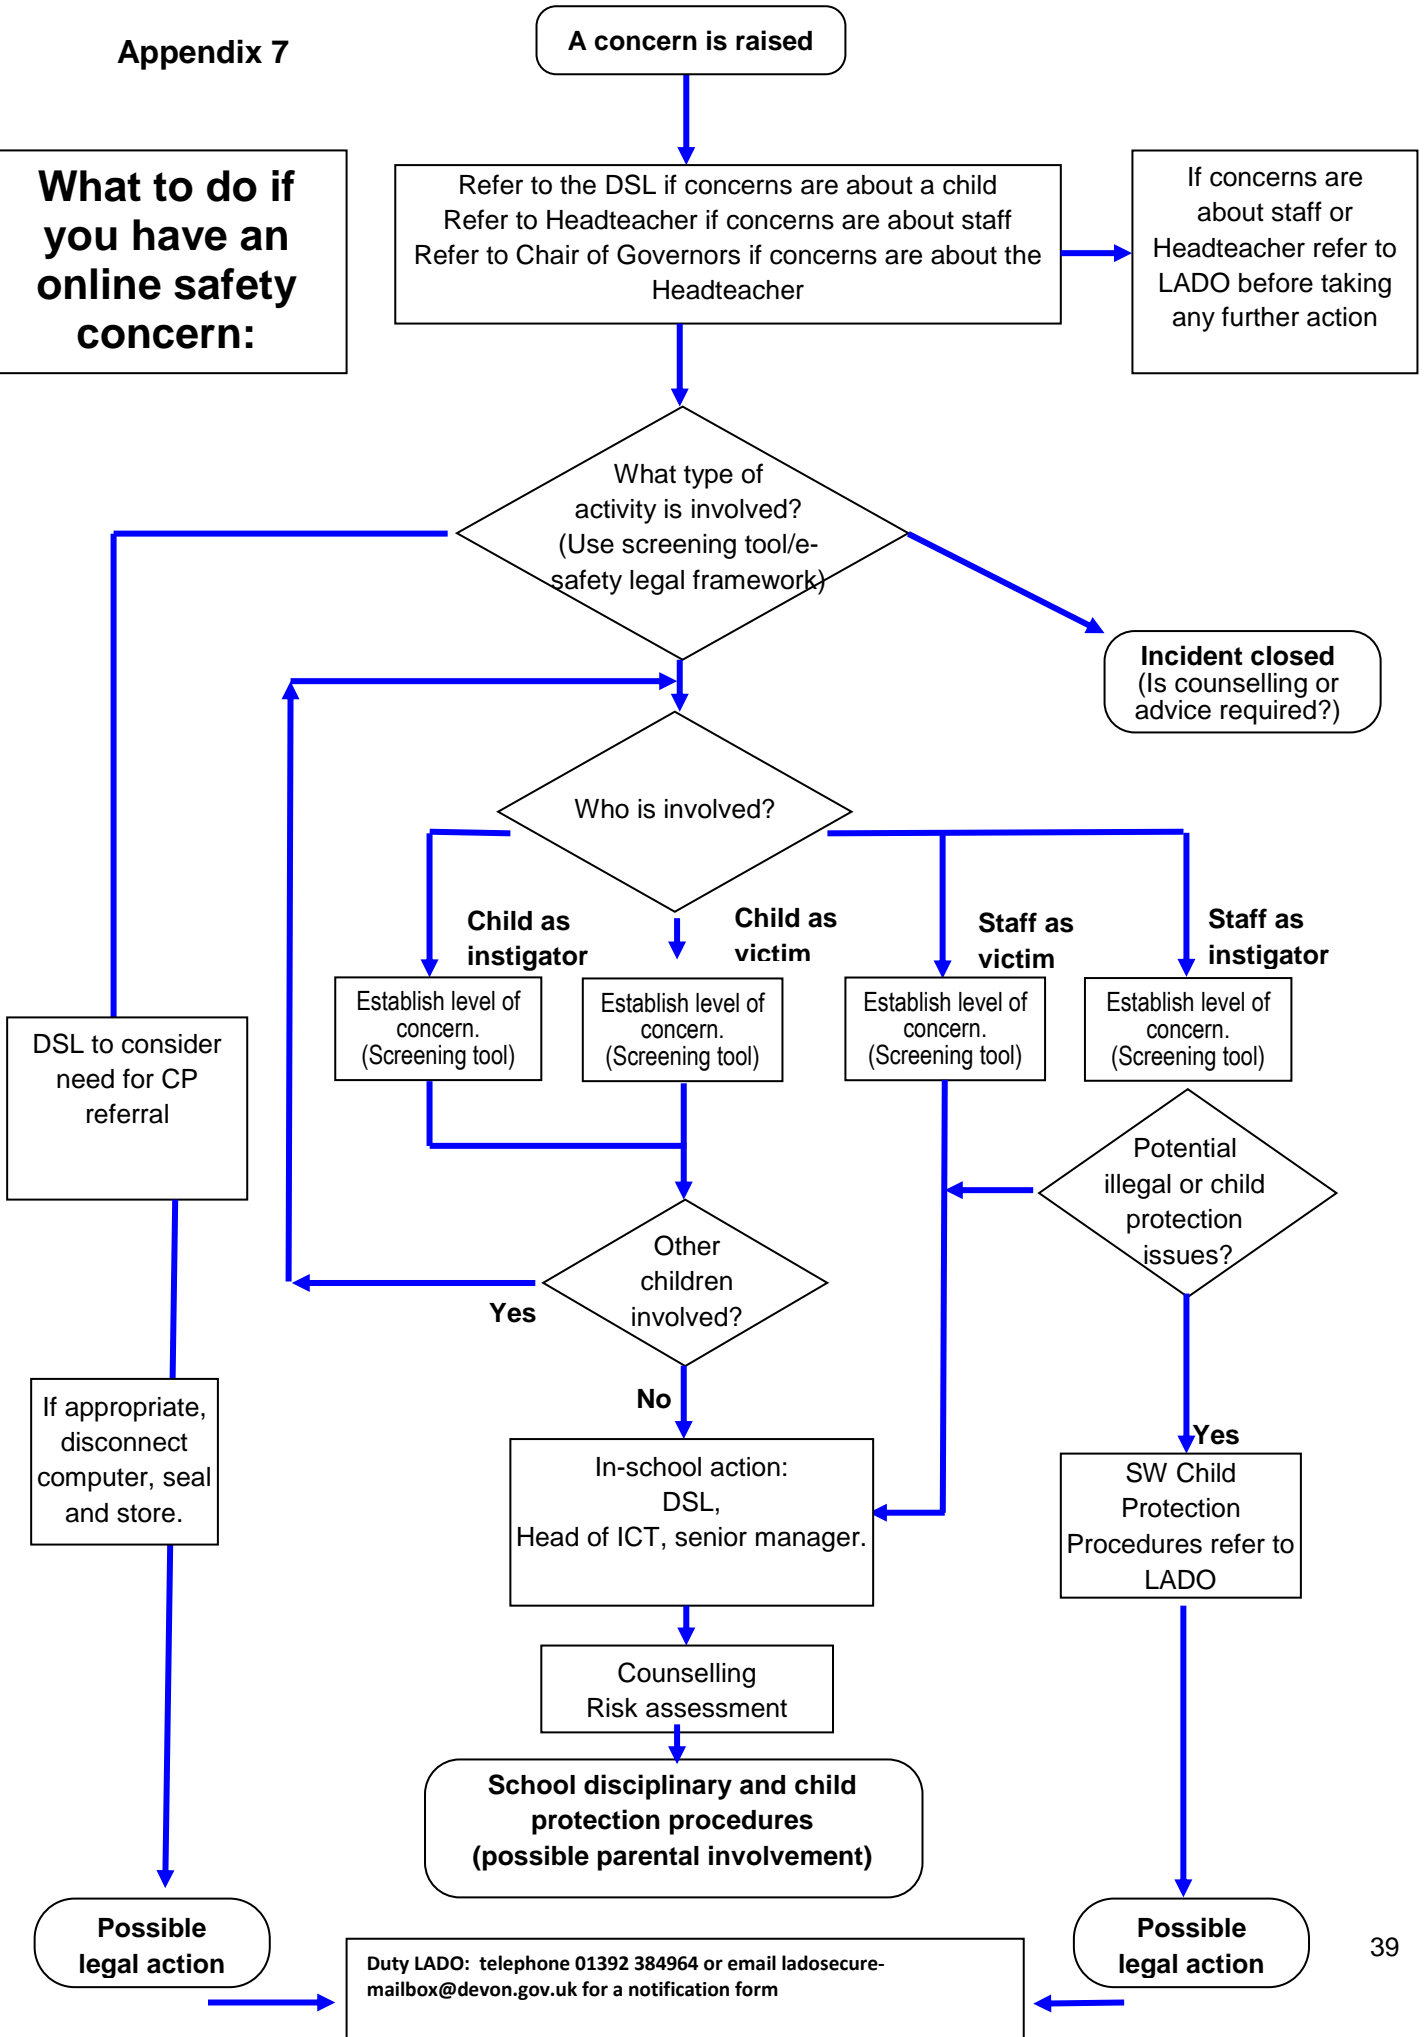 Appendix 7
A concern is raised
What to do if
you have an
online safety
concern:
Refer to the DSL if concerns are about a child
Refer to Headteacher if concerns are about staff
Refer to Chair of Governors if concerns are about the
Headteacher
If concerns are
about staff or
Headteacher refer to
LADO before taking
any further action
What type of
activity is involved?
(Use screening tool/e-
safety legal framework)
Incident closed
(Is counselling or
advice required?)
Who is involved?
Child as
instigator
Child as
victim
Staff as
victim
Staff as
instigator
Establish level of
concern.
(Screening tool)
Establish level of
concern.
(Screening tool)
Establish level of
concern.
(Screening tool)
Establish level of
concern.
(Screening tool)
DSL to consider
need for CP
referral
Potential
illegal or child
protection
issues?
Other
children
involved?
Yes
No
If appropriate,
disconnect
computer, seal
and store.
In-school action:
DSL,
Head of ICT, senior manager.
Yes
SW Child
Protection
Procedures refer to
LADO
Counselling
Risk assessment
School disciplinary and child
protection procedures
(possible parental involvement)
Possible
legal action
Possible
legal action
Duty LADO: telephone 01392 384964 or email ladosecure-
mailbox@devon.gov.uk for a notification form
39